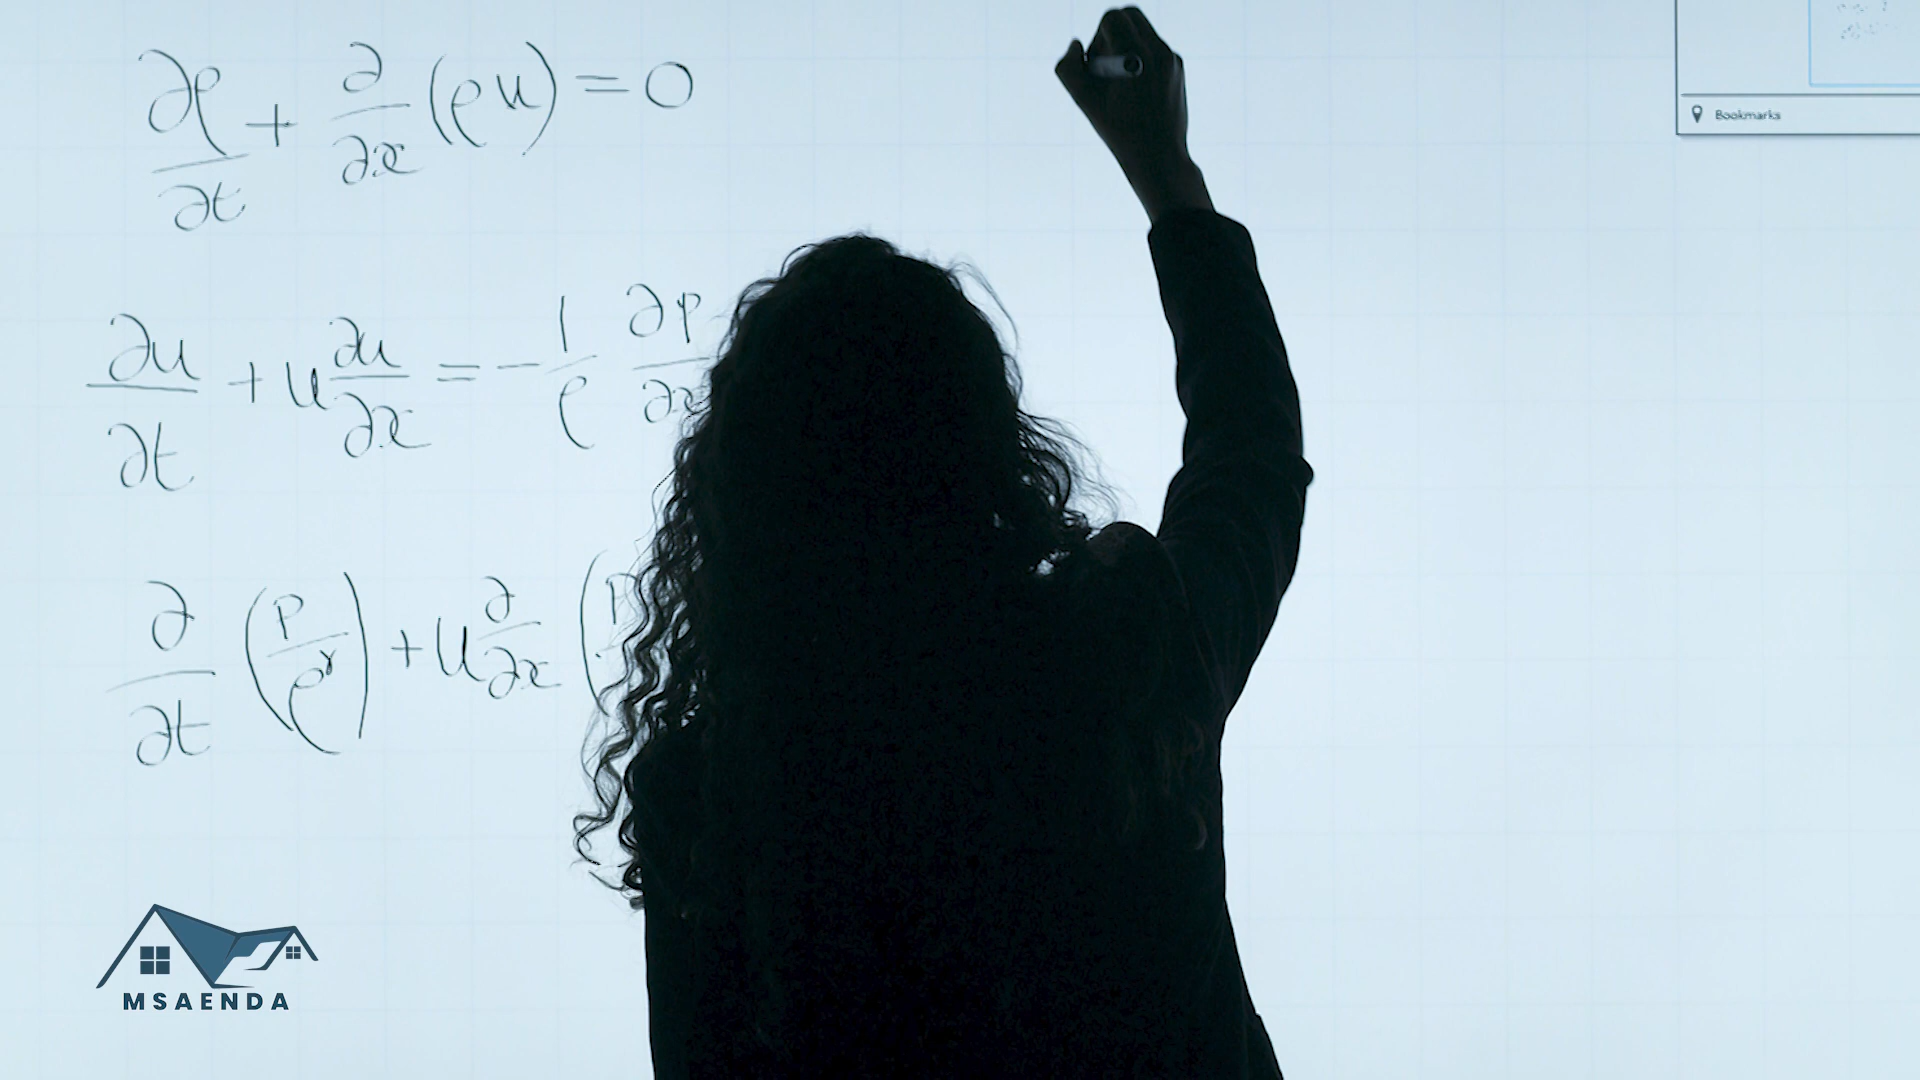 ∂ρ/∂t + ∂/∂x (ρu) = 0
∂u/∂t + u ∂u/∂x = - 1/ρ ∂p/∂x
∂/∂t (p/ρ^γ) + u ∂/∂x (p
Bookmarks
MSAENDA